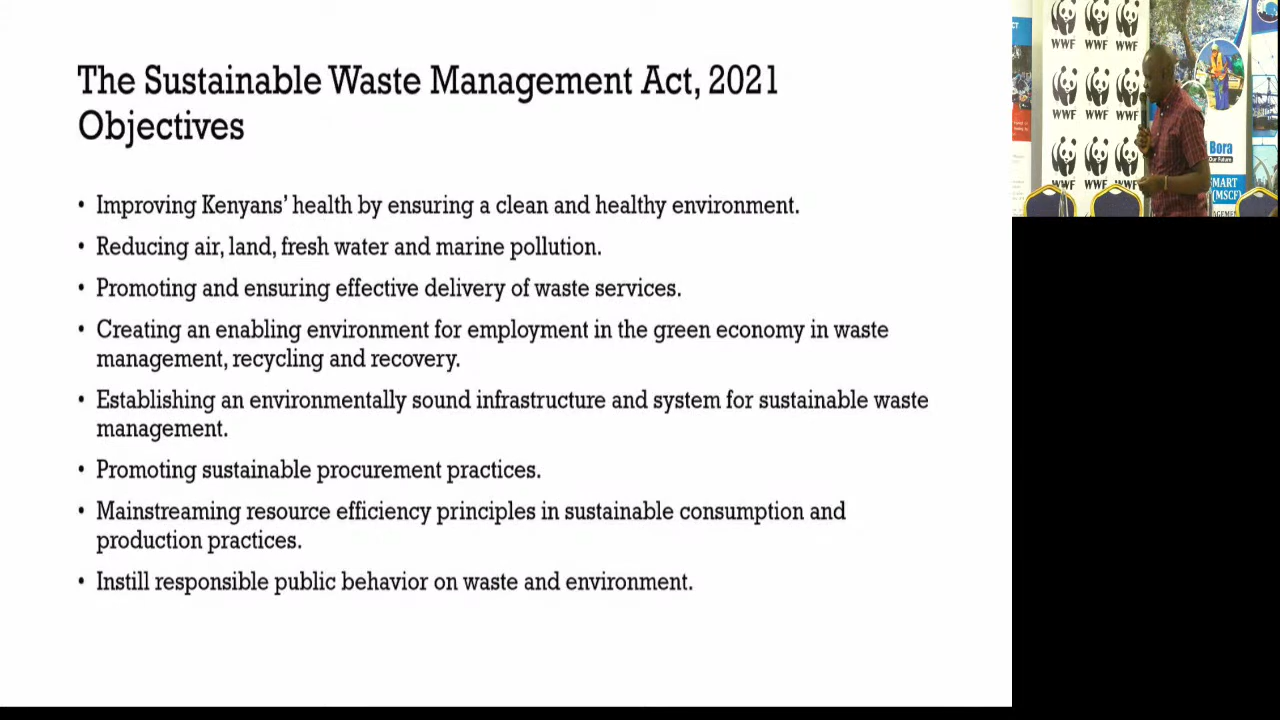 The Sustainable Waste Management Act, 2021
Objectives
• Improving Kenyans’ health by ensuring a clean and healthy environment.
• Reducing air, land, fresh water and marine pollution.
• Promoting and ensuring effective delivery of waste services.
• Creating an enabling environment for employment in the green economy in waste
management, recycling and recovery.
• Establishing an environmentally sound infrastructure and system for sustainable waste
management.
• Promoting sustainable procurement practices.
• Mainstreaming resource efficiency principles in sustainable consumption and
production practices.
• Instill responsible public behavior on waste and environment.
WWF WWF WWF
WWF WWF WWF
WWF WWF WWF
Bora
Our Future
SMART
(MSCF)